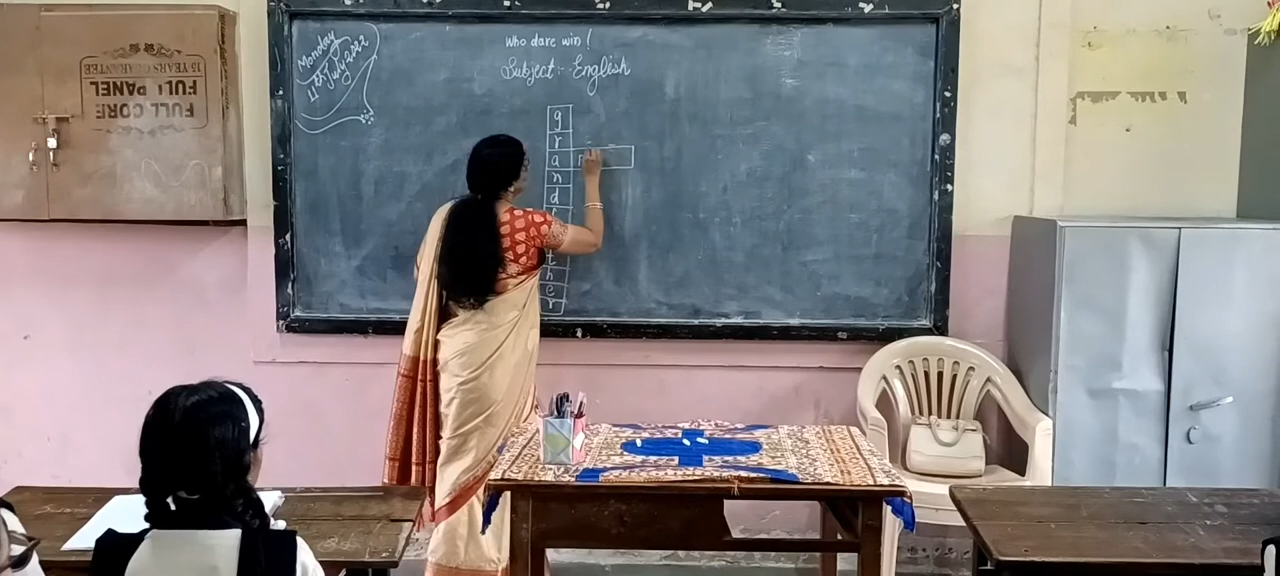 Monday
11th July 2022
Who dare win!
Subject:- English
g
r
a
n
d
t
h
e
r
15 YEARS GUARANTEE
FULL PANEL
FULL CORE